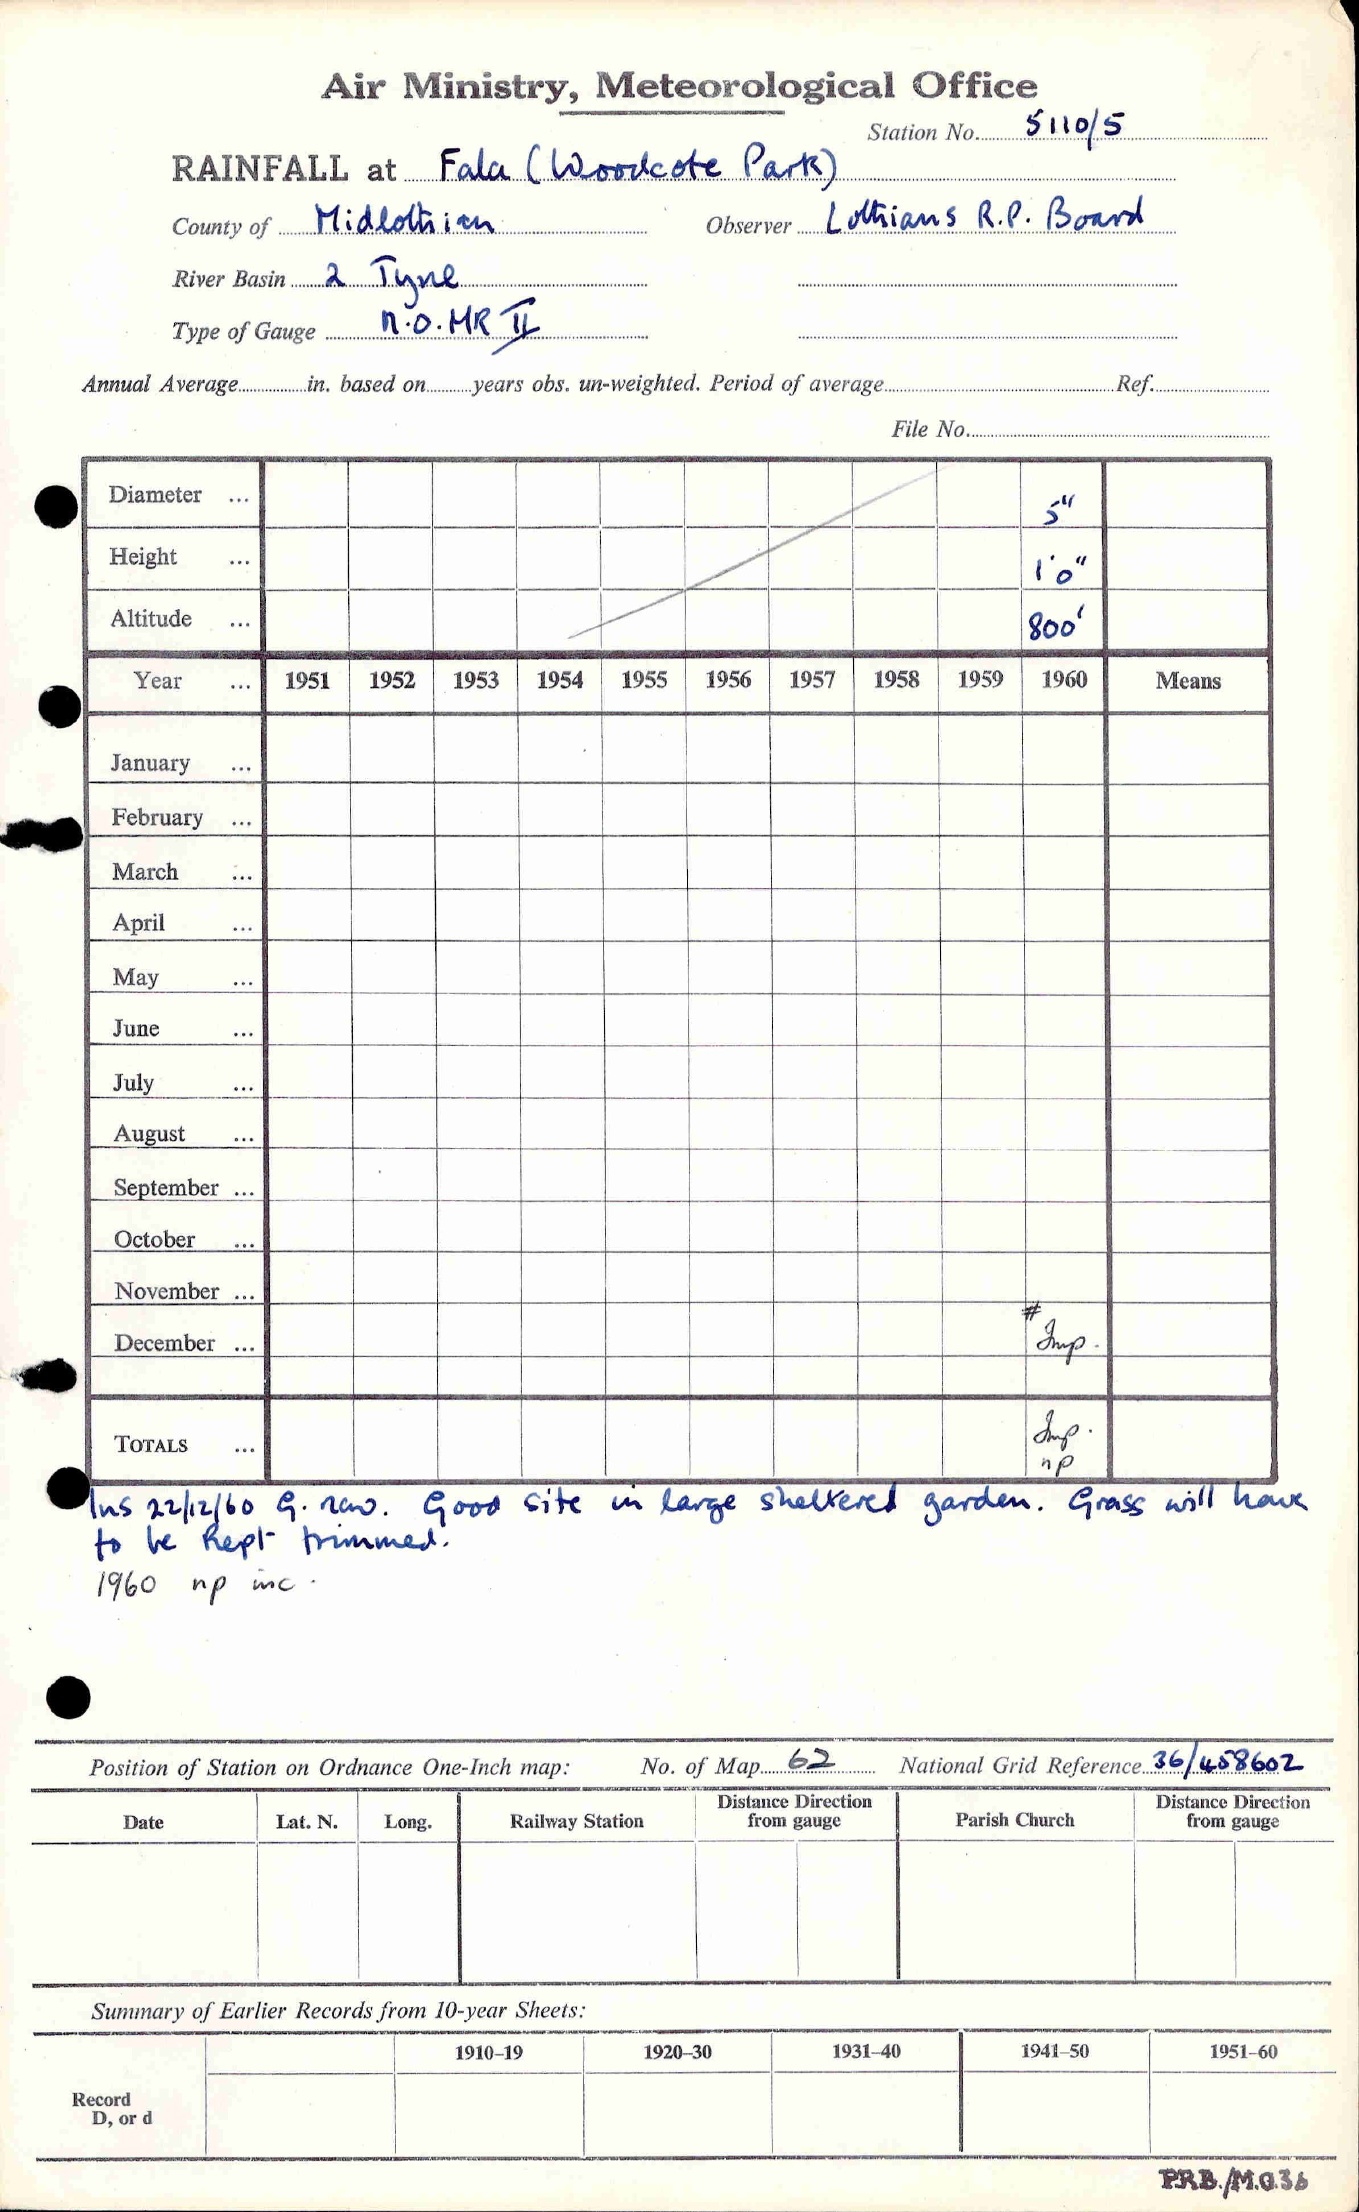 Air Ministry, Meteorological Office
Station No. 5110/5
RAINFALL at Fala (Woodcote Park)
County of Midlothian Observer Lothians R.P. Board
River Basin 2 Tyne
Type of Gauge M.O. MK II
Annual Average in. based on years obs. un-weighted. Period of average Ref.
File No.
Diameter ... 5"
Height ... 1'0"
Altitude ... 800'
Year ... 1951 1952 1953 1954 1955 1956 1957 1958 1959 1960 Means
January ...
February ...
March ...
April ...
May ...
June ...
July ...
August ...
September ...
October ...
November ...
December ... # Imp.
TOTALS ... Imp. np
Ins 22/12/60 G. Good site in large sheltered garden. Grass will have
to be kept trimmed.
1960 np inc.
Position of Station on Ordnance One-Inch map: No. of Map 62 National Grid Reference 36/458602
Date Lat. N. Long. Railway Station Distance Direction from gauge Parish Church Distance Direction from gauge
Summary of Earlier Records from 10-year Sheets:
1910–19 1920–30 1931–40 1941–50 1951–60
Record
D, or d
P.R.B./M.O.36